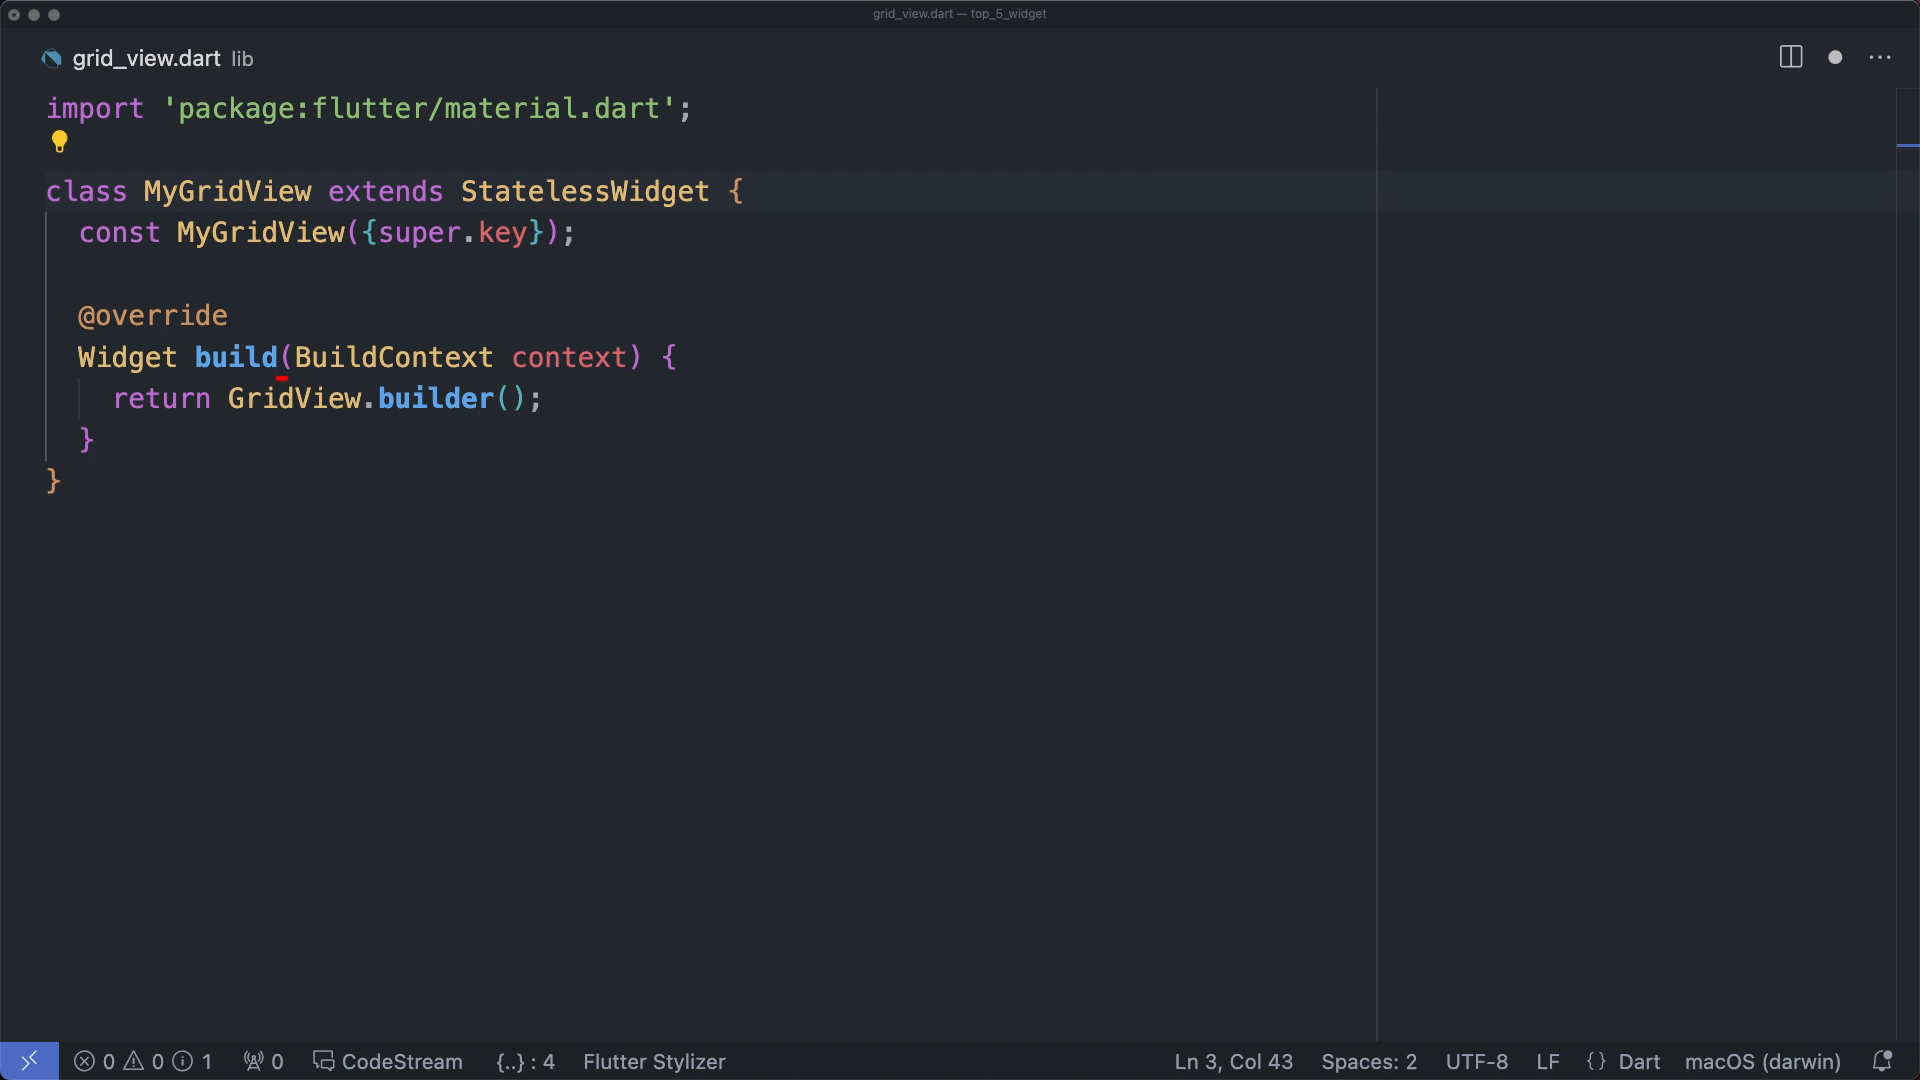 grid_view.dart — top_5_widget
grid_view.dart lib
import 'package:flutter/material.dart';
class MyGridView extends StatelessWidget {
const MyGridView({super.key});
@override
Widget build(BuildContext context) {
return GridView.builder();
}
}
0 0 1 0 CodeStream {..} : 4 Flutter Stylizer Ln 3, Col 43 Spaces: 2 UTF-8 LF {} Dart macOS (darwin)